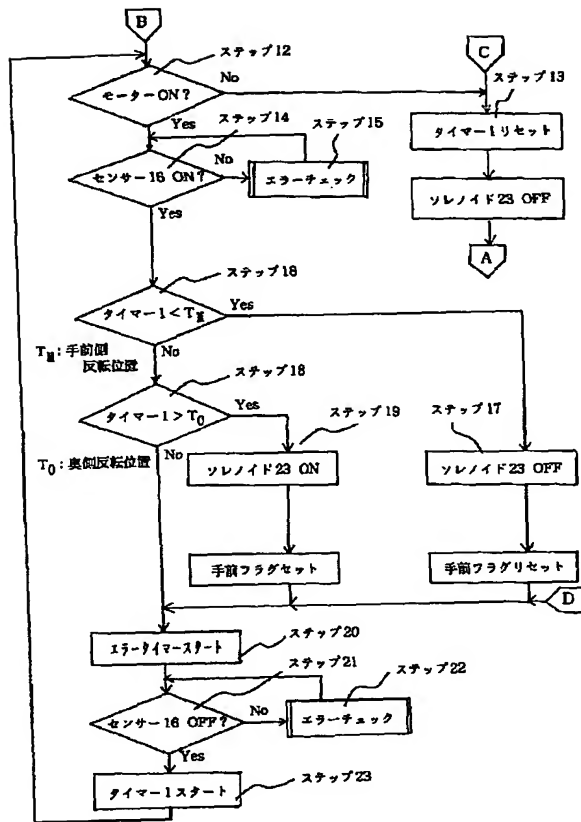 B
ステップ12
C
モーターON?
No
ステップ13
Yes
ステップ14
ステップ15
タイマー1リセット
センサー16 ON?
No
エラーチェック
ソレノイド23 OFF
Yes
A
ステップ18
タイマー1<TM
Yes
TM:手前側
反転位置
No
ステップ18
タイマー1>TO
Yes
ステップ19
ステップ17
TO:奥側反転位置
No
ソレノイド23 ON
ソレノイド23 OFF
手前フラグセット
手前フラグリセット
D
ステップ20
エラータイマースタート
ステップ21
ステップ22
センサー16 OFF?
No
エラーチェック
Yes
ステップ23
タイマー1スタート